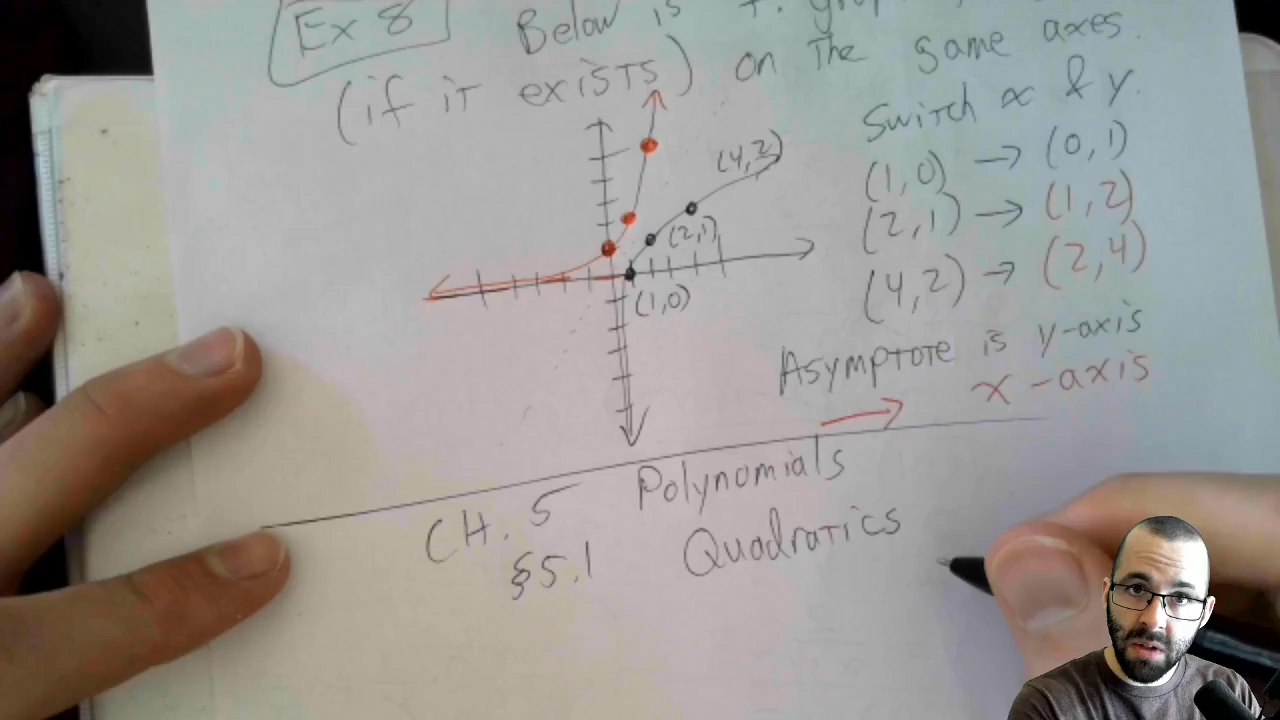 Ex 8 Below is
(if it exists) on the same axes.
Switch x & y.
(1,0) → (0,1)
(2,1) → (1,2)
(4,2) → (2,4)
(4,2)
(2,1)
(1,0)
Asymptote is y-axis
→ x-axis
CH. 5 Polynomials
§5.1 Quadratics